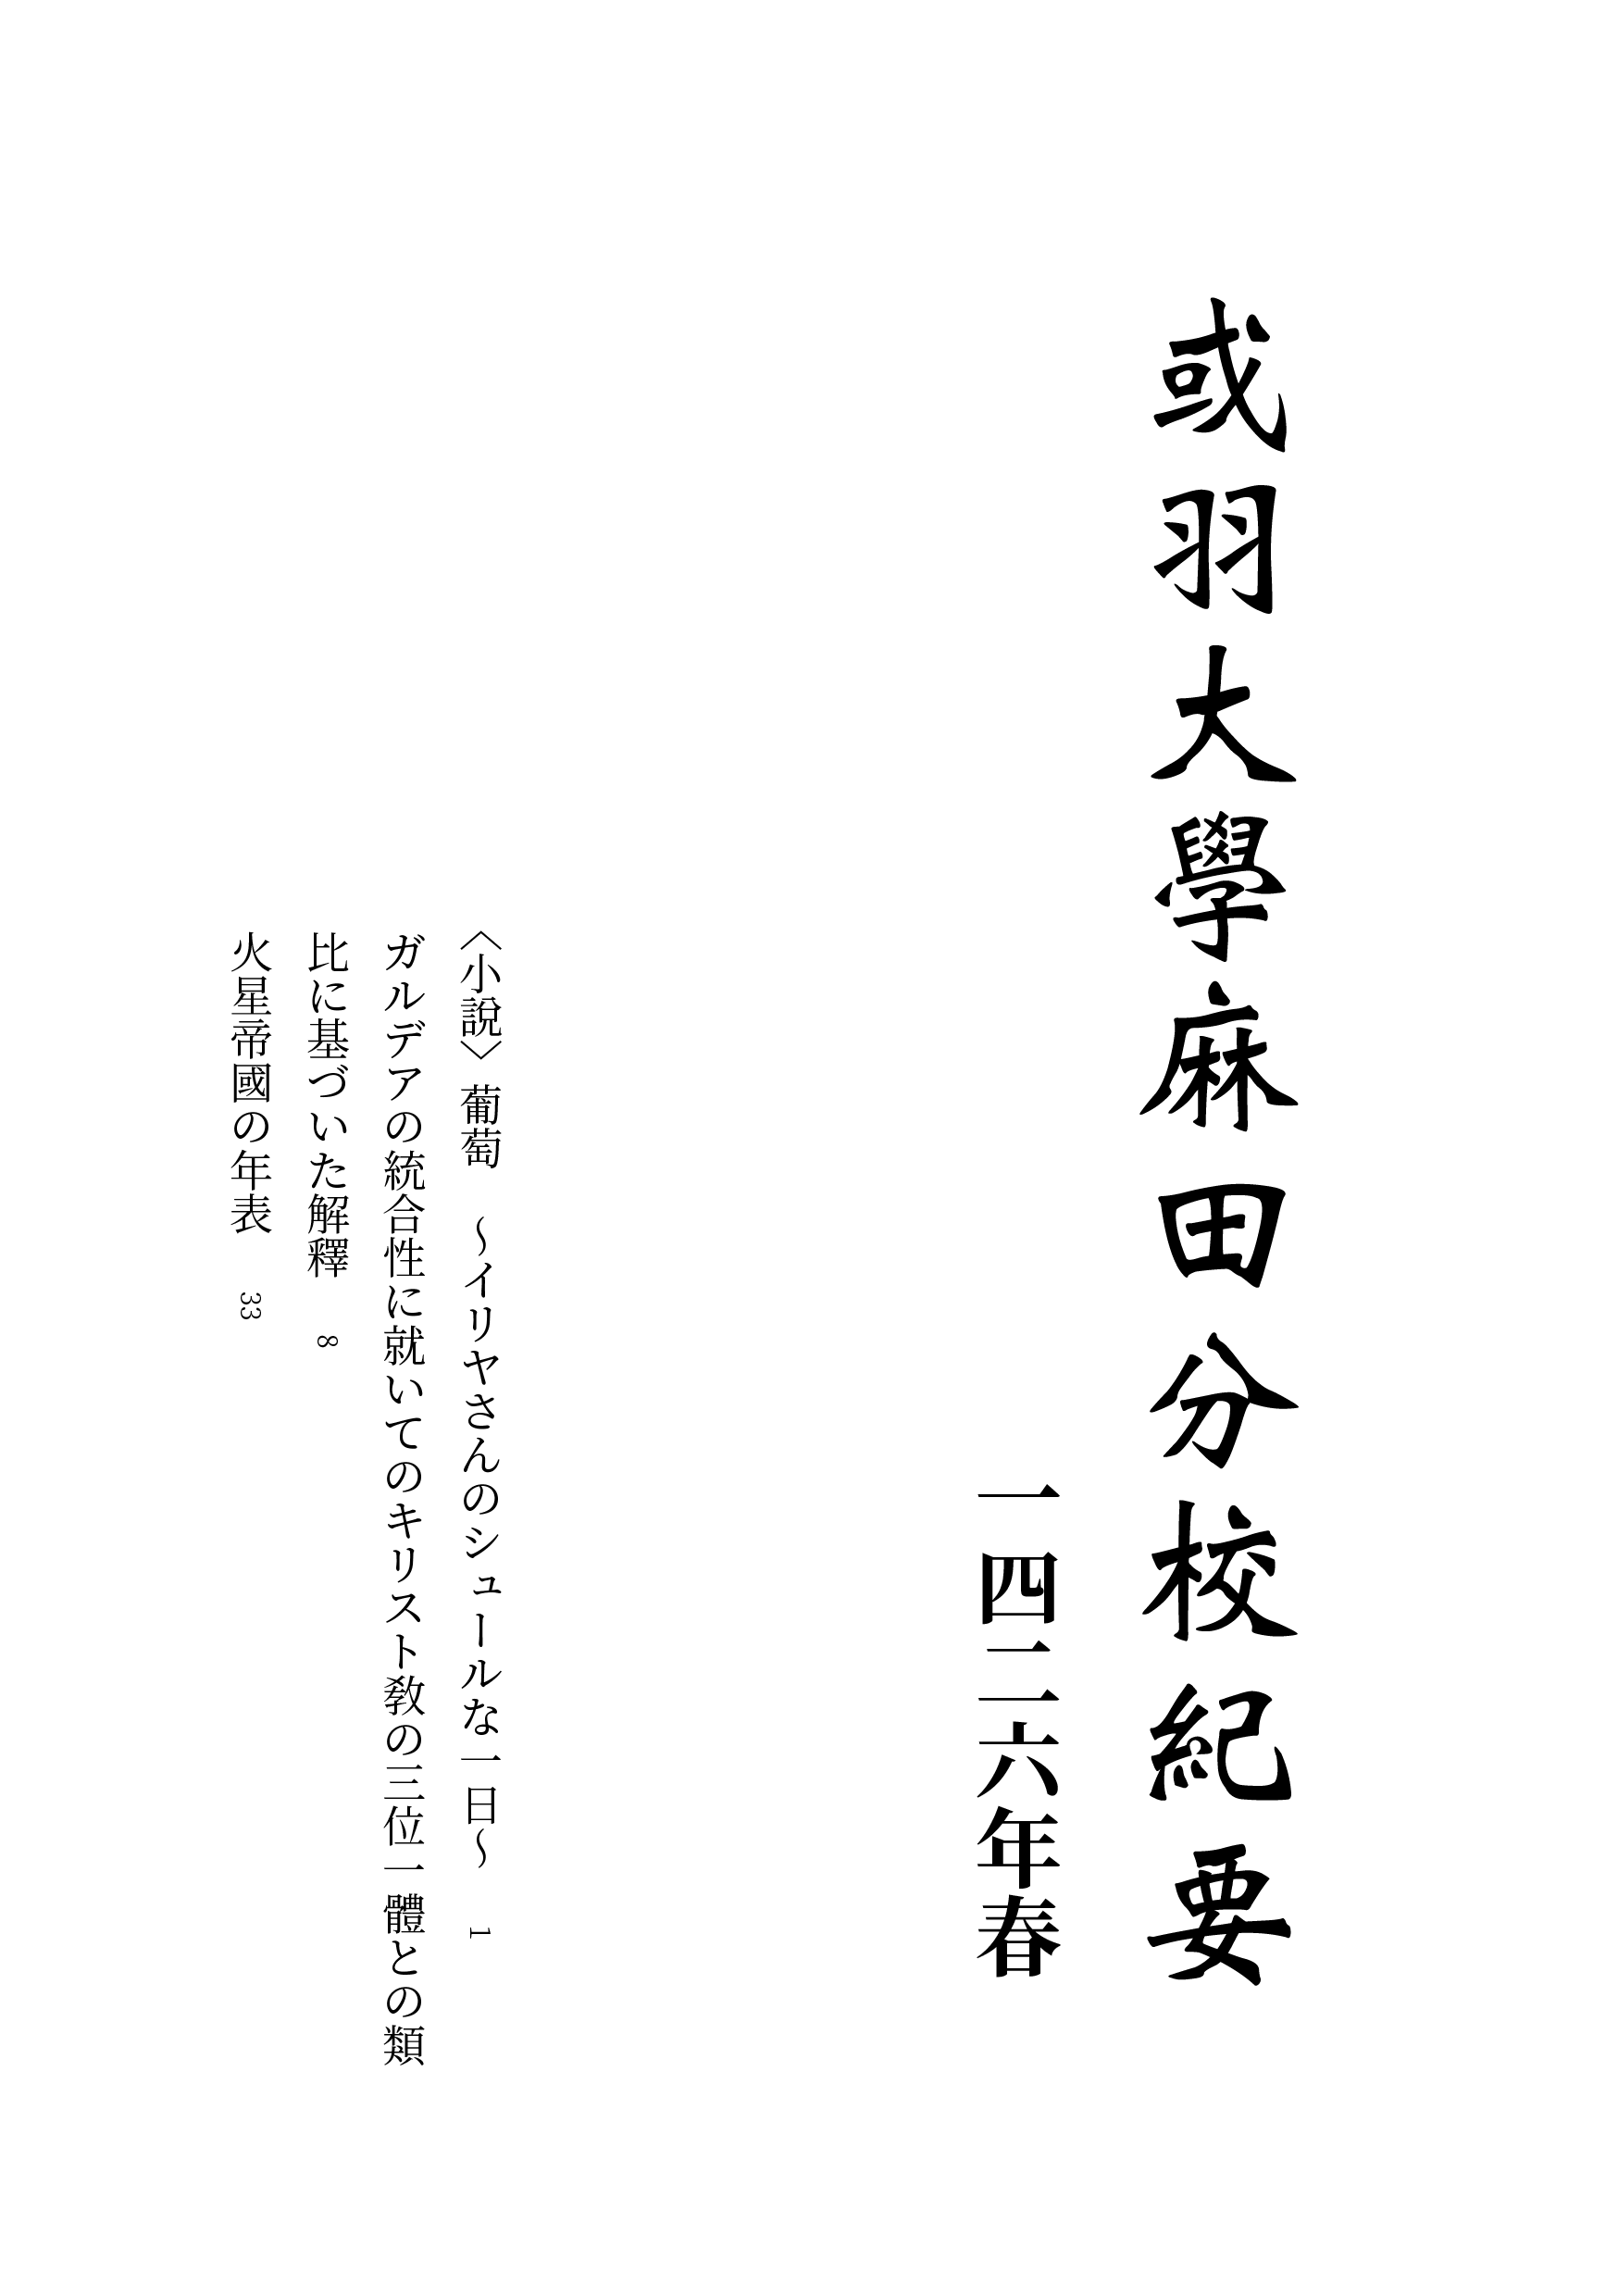 或羽大學麻田分校紀要
一四二六年春
〈小説〉葡萄　～イリヤさんのシュールな一日～　1
ガルデアの統合性に就いてのキリスト教の三位一體との類
比に基づいた解釋　8
火星帝國の年表　33